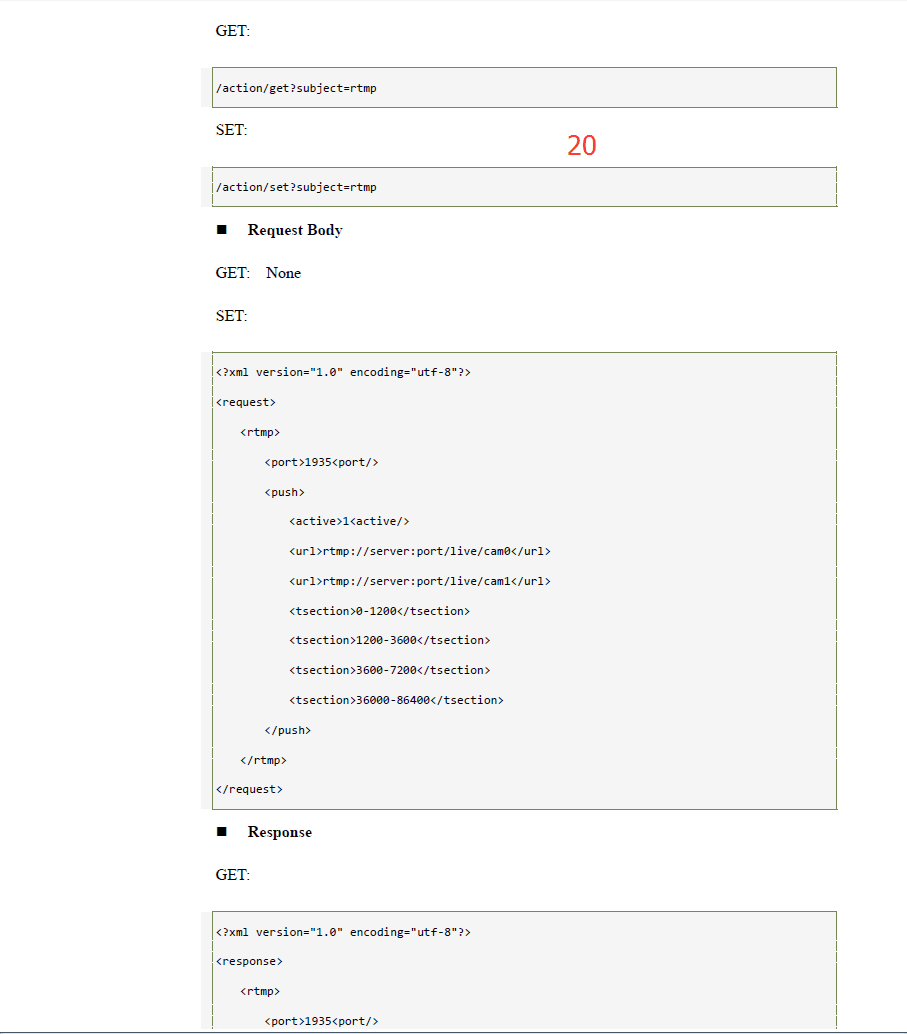 GET:
/action/get?subject=rtmp
SET:
20
/action/set?subject=rtmp
■ Request Body
GET: None
SET:
<?xml version="1.0" encoding="utf-8"?>
<request>
<rtmp>
<port>1935<port/>
<push>
<active>1<active/>
<url>rtmp://server:port/live/cam0</url>
<url>rtmp://server:port/live/cam1</url>
<tsection>0-1200</tsection>
<tsection>1200-3600</tsection>
<tsection>3600-7200</tsection>
<tsection>36000-86400</tsection>
</push>
</rtmp>
</request>
■ Response
GET:
<?xml version="1.0" encoding="utf-8"?>
<response>
<rtmp>
<port>1935<port/>